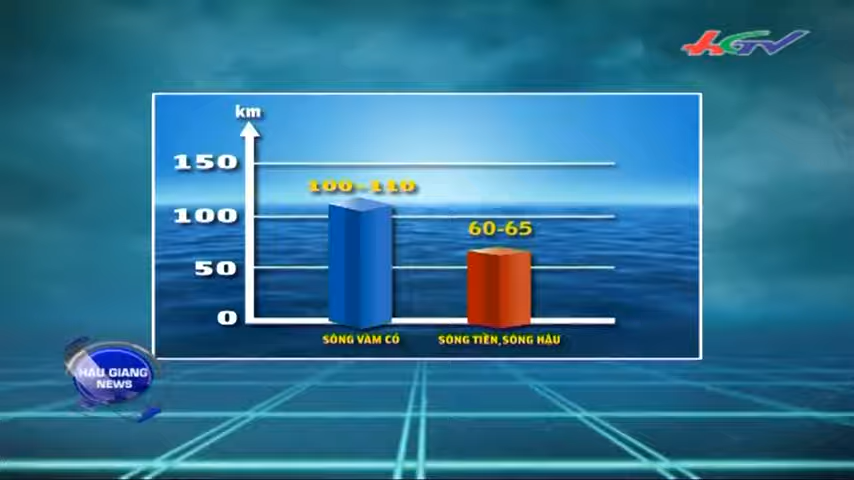 HGTV
km
150
100-110
100
60-65
50
0
SÔNG VÀM CỎ
SÔNG TIỀN, SÔNG HẬU
HAU GIANG
NEWS